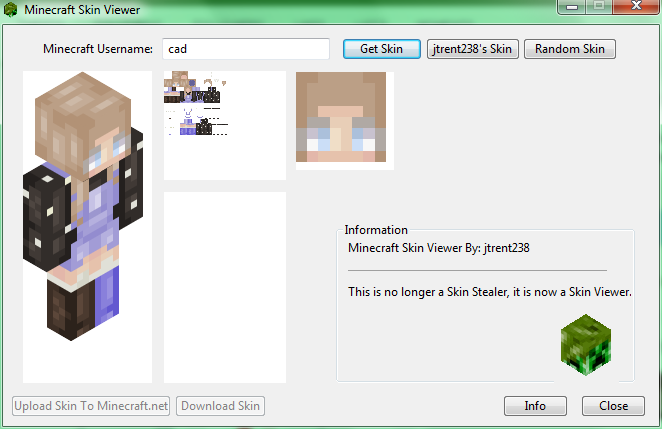 Minecraft Skin Viewer
Minecraft Username: cad Get Skin jtrent238's Skin Random Skin
Information
Minecraft Skin Viewer By: jtrent238
This is no longer a Skin Stealer, it is now a Skin Viewer.
Upload Skin To Minecraft.net Download Skin Info Close